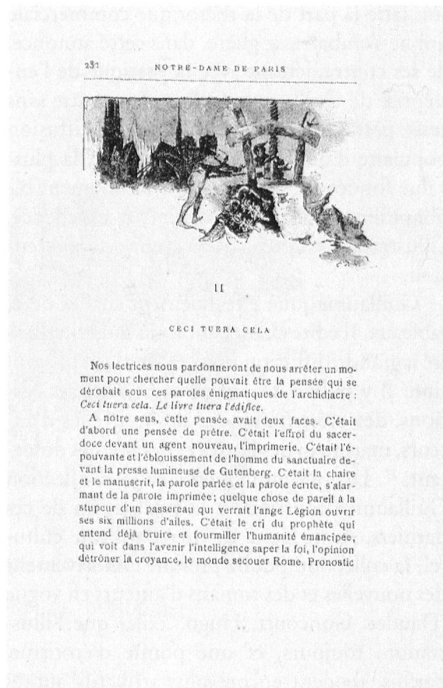 232
NOTRE-DAME DE PARIS
II
CECI TUERA CELA
Nos lectrices nous pardonneront de nous arrêter un mo-
ment pour chercher quelle pouvait être la pensée qui se
dérobait sous ces paroles énigmatiques de l'archidiacre :
Ceci tuera cela. Le livre tuera l'édifice.
A notre sens, cette pensée avait deux faces. C'était
d'abord une pensée de prêtre. C'était l'effroi du sacer-
doce devant un agent nouveau, l'imprimerie. C'était l'é-
pouvante et l'éblouissement de l'homme du sanctuaire de-
vant la presse lumineuse de Gutenberg. C'était la chaire
et le manuscrit, la parole parlée et la parole écrite, s'alar-
mant de la parole imprimée; quelque chose de pareil à la
stupeur d'un passereau qui verrait l'ange Légion ouvrir
ses six millions d'ailes. C'était le cri du prophète qui
entend déjà bruire et fourmiller l'humanité émancipée,
qui voit dans l'avenir l'intelligence saper la foi, l'opinion
détrôner la croyance, le monde secouer Rome. Pronostic